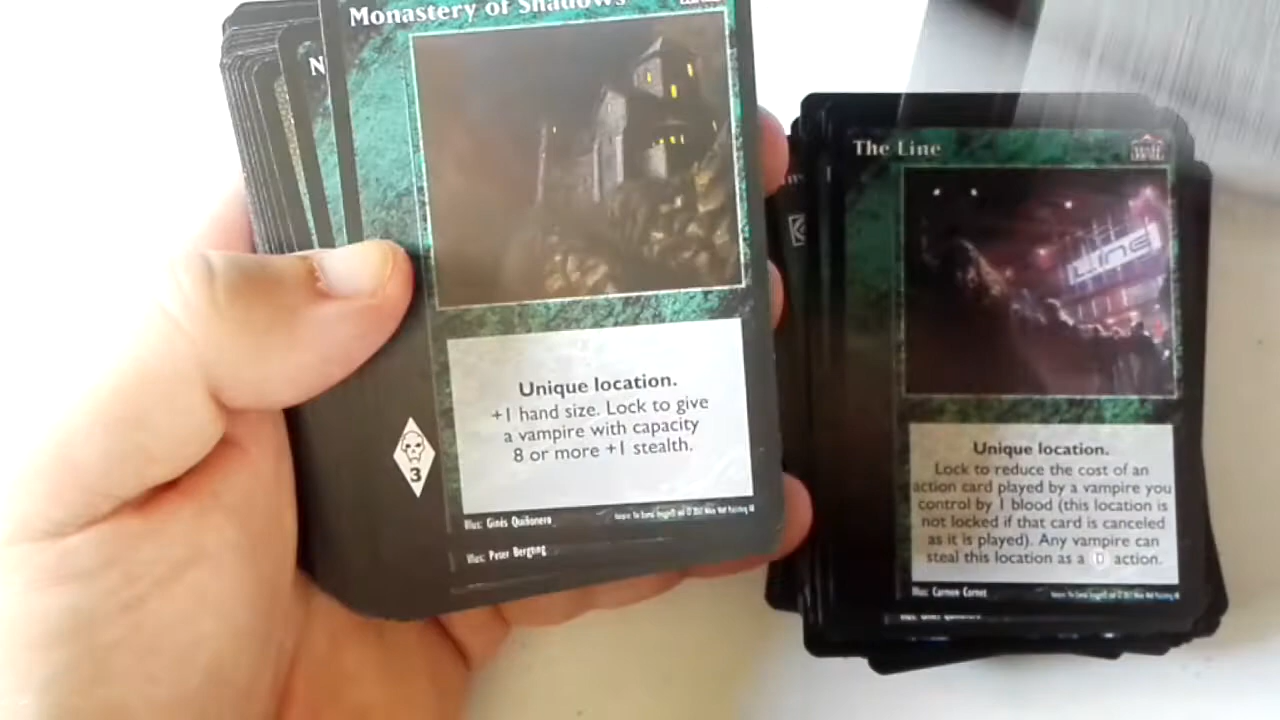 Monastery of Shadows
N
Unique location.
+1 hand size. Lock to give
a vampire with capacity
8 or more +1 stealth.
3
Illus: Ginés Quiñonero
Illus: Peter Bergting
The Line
LINE
Unique location.
Lock to reduce the cost of an
action card played by a vampire you
control by 1 blood (this location is
not locked if that card is canceled
as it is played). Any vampire can
steal this location as a D action.
Illus: Carmen Cornet